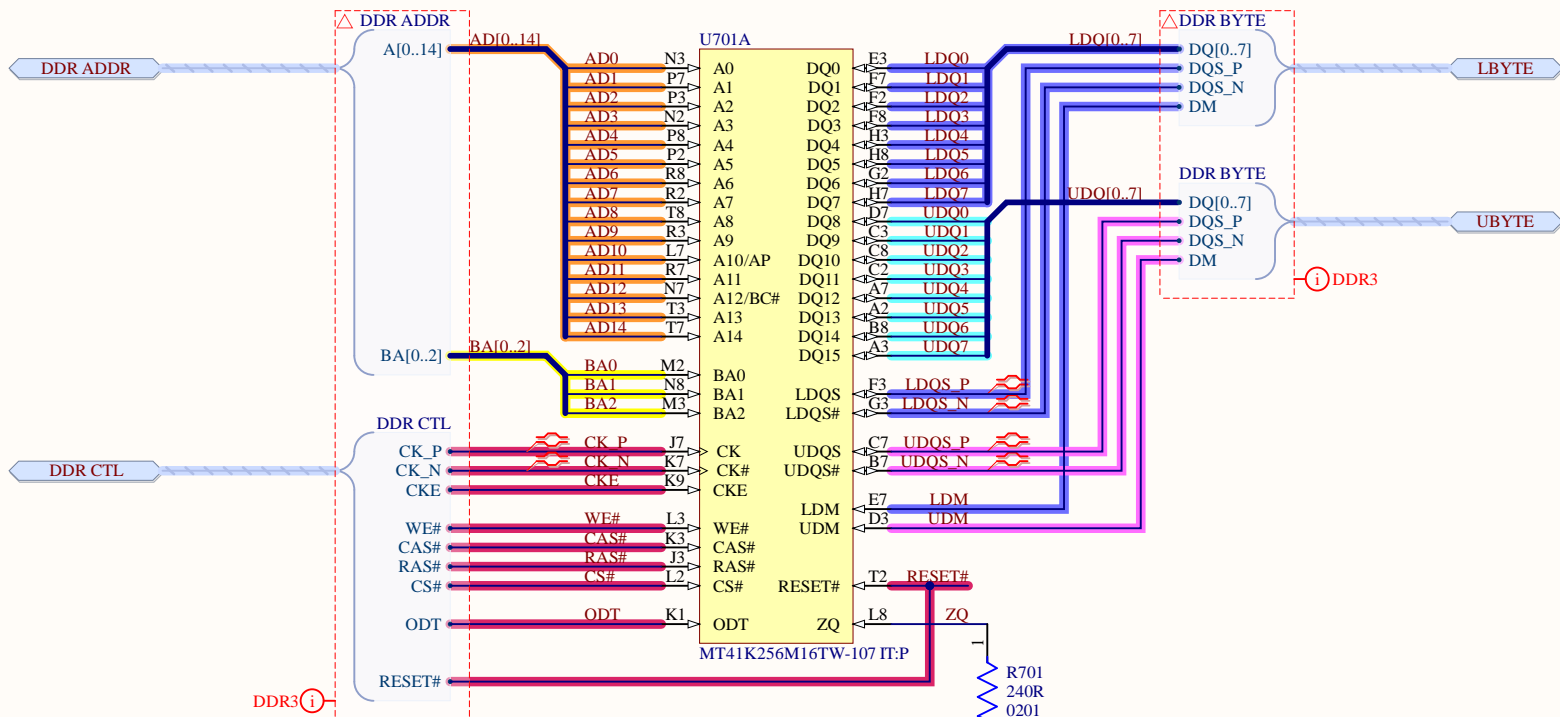 DDR ADDR
DDR ADDR
A[0..14]
AD[0..14]
BA[0..2]
BA[0..2]
DDR CTL
DDR CTL
CK_P
CK_N
CKE
WE#
CAS#
RAS#
CS#
ODT
RESET#
DDR3 i
U701A
AD0 N3 A0
AD1 P7 A1
AD2 P3 A2
AD3 N2 A3
AD4 P8 A4
AD5 P2 A5
AD6 R8 A6
AD7 R2 A7
AD8 T8 A8
AD9 R3 A9
AD10 L7 A10/AP
AD11 R7 A11
AD12 N7 A12/BC#
AD13 T3 A13
AD14 T7 A14
BA0 M2 BA0
BA1 N8 BA1
BA2 M3 BA2
CK_P J7 CK
CK_N K7 CK#
CKE K9 CKE
WE# L3 WE#
CAS# K3 CAS#
RAS# J3 RAS#
CS# L2 CS#
ODT K1 ODT
DQ0 E3 LDQ0
DQ1 F7 LDQ1
DQ2 F2 LDQ2
DQ3 F8 LDQ3
DQ4 H3 LDQ4
DQ5 H8 LDQ5
DQ6 G2 LDQ6
DQ7 H7 LDQ7
DQ8 D7 UDQ0
DQ9 C3 UDQ1
DQ10 C8 UDQ2
DQ11 C2 UDQ3
DQ12 A7 UDQ4
DQ13 A2 UDQ5
DQ14 B8 UDQ6
DQ15 A3 UDQ7
LDQS F3 LDQS_P
LDQS# G3 LDQS_N
UDQS C7 UDQS_P
UDQS# B7 UDQS_N
LDM E7 LDM
UDM D3 UDM
RESET# T2 RESET#
ZQ L8 ZQ
MT41K256M16TW-107 IT:P
1
R701
240R
0201
LDQ[0..7]
DDR BYTE
DQ[0..7]
DQS_P
DQS_N
DM
LBYTE
UDQ[0..7]
DDR BYTE
DQ[0..7]
DQS_P
DQS_N
DM
UBYTE
i DDR3